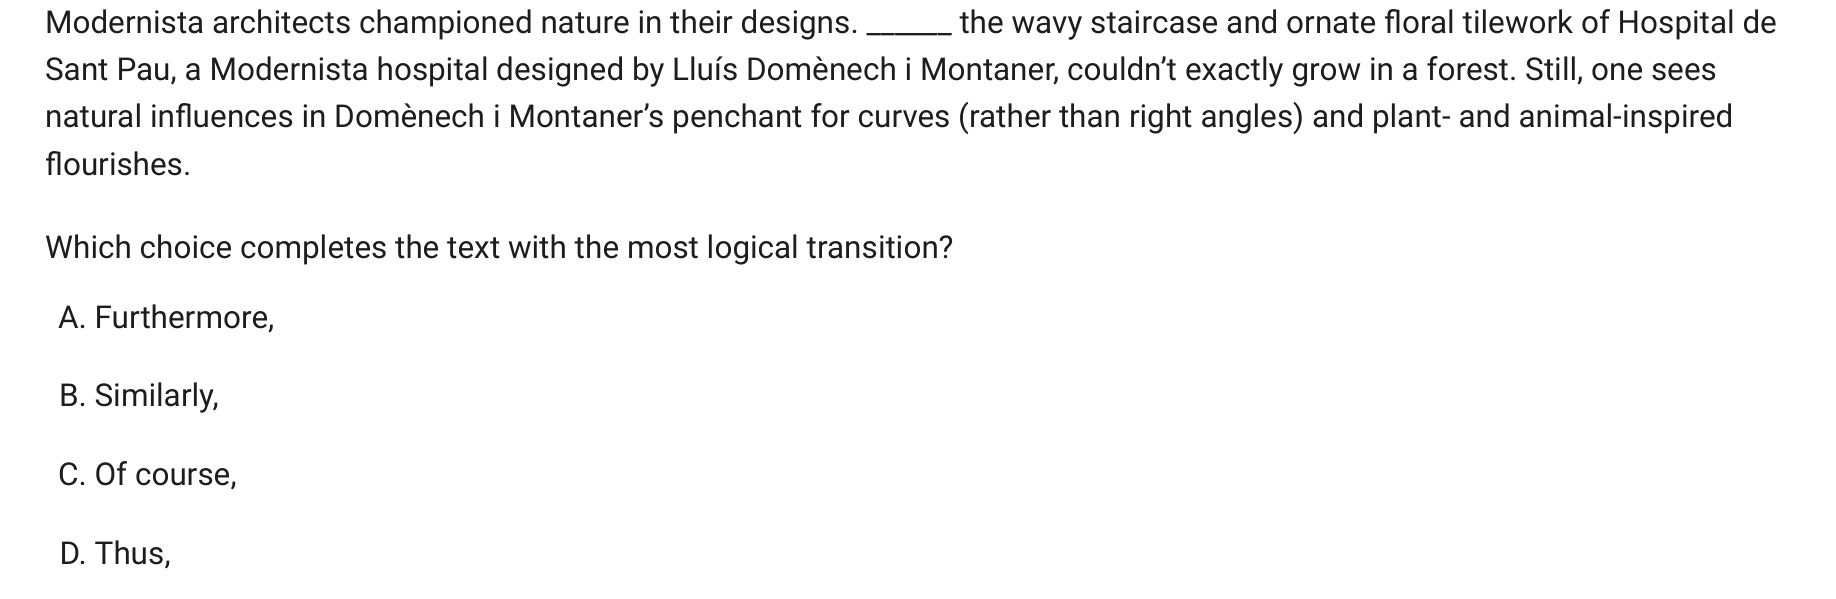 Modernista architects championed nature in their designs. ______ the wavy staircase and ornate floral tilework of Hospital de
Sant Pau, a Modernista hospital designed by Lluís Domènech i Montaner, couldn’t exactly grow in a forest. Still, one sees
natural influences in Domènech i Montaner’s penchant for curves (rather than right angles) and plant- and animal-inspired
flourishes.
Which choice completes the text with the most logical transition?
A. Furthermore,
B. Similarly,
C. Of course,
D. Thus,